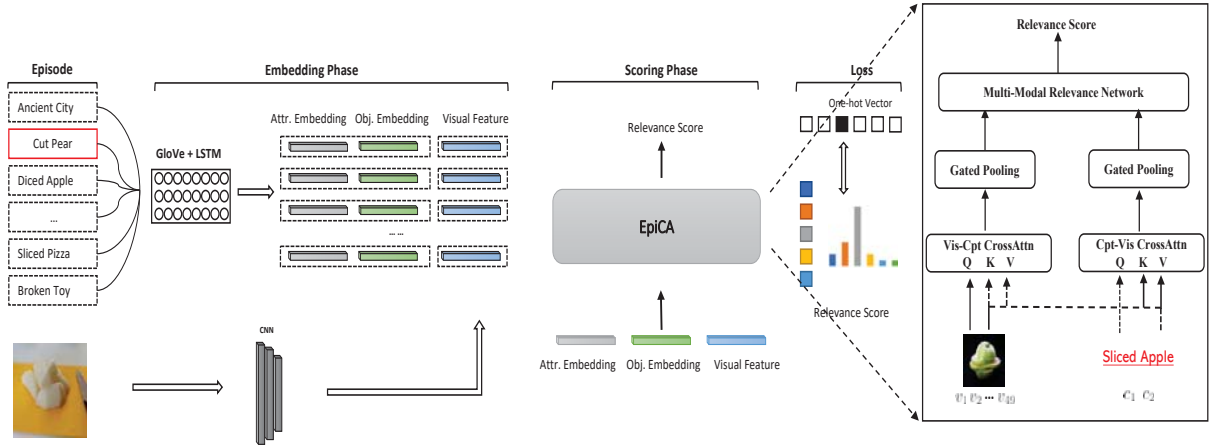 Episode
Ancient City
Cut Pear
Diced Apple
...
Sliced Pizza
Broken Toy
Embedding Phase
GloVe + LSTM
Attr. Embedding
Obj. Embedding
Visual Feature
... ...
CNN
Scoring Phase
Relevance Score
EpiCA
Attr. Embedding
Obj. Embedding
Visual Feature
Loss
One-hot Vector
Relevance Score
Relevance Score
Multi-Modal Relevance Network
Gated Pooling
Gated Pooling
Vis-Cpt CrossAttn
Q K V
Cpt-Vis CrossAttn
Q K V
Sliced Apple
v1 v2 ... v49
c1 c2